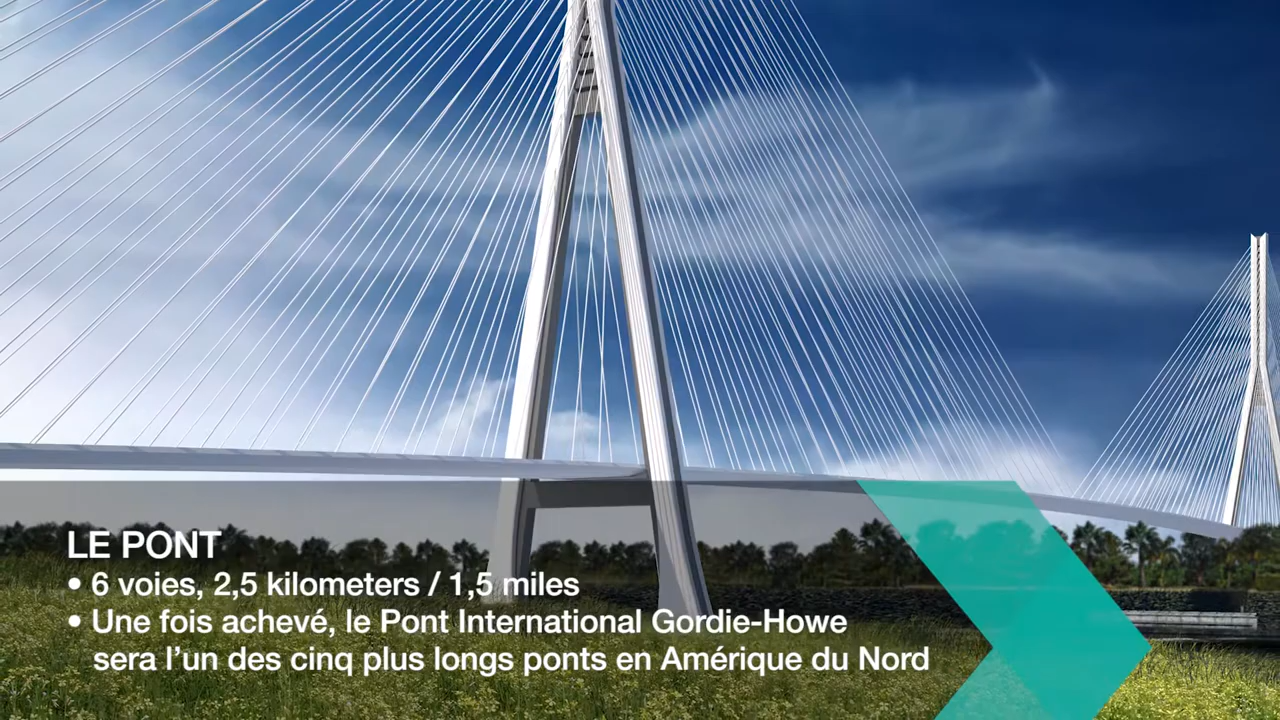 LE PONT
• 6 voies, 2,5 kilometers / 1,5 miles
• Une fois achevé, le Pont International Gordie-Howe
sera l’un des cinq plus longs ponts en Amérique du Nord